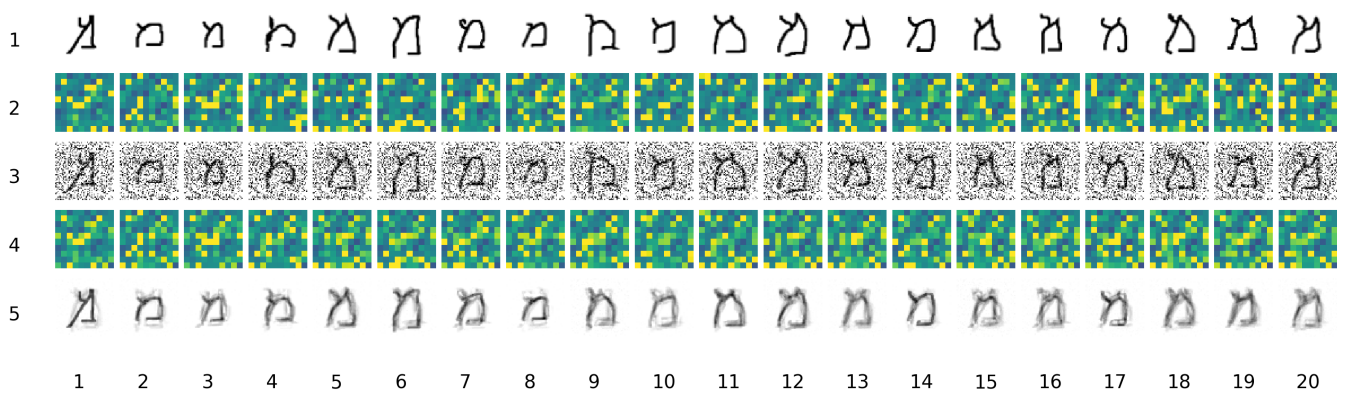 1 מ מ מ מ מ מ מ מ מ מ מ מ מ מ מ מ מ מ מ מ
2
3 מ מ מ מ מ מ מ מ מ מ מ מ מ מ מ מ מ מ מ מ
4
5 מ מ מ מ מ מ מ מ מ מ מ מ מ מ מ מ מ מ מ מ
1 2 3 4 5 6 7 8 9 10 11 12 13 14 15 16 17 18 19 20